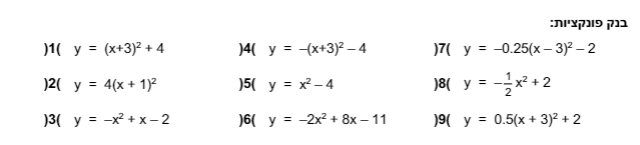 בנק פונקציות:
)1( y = (x+3)² + 4 )4( y = –(x+3)² – 4 )7( y = –0.25(x – 3)² – 2
)2( y = 4(x + 1)² )5( y = x² – 4 )8( y = –½x² + 2
)3( y = –x² + x – 2 )6( y = –2x² + 8x – 11 )9( y = 0.5(x + 3)² + 2